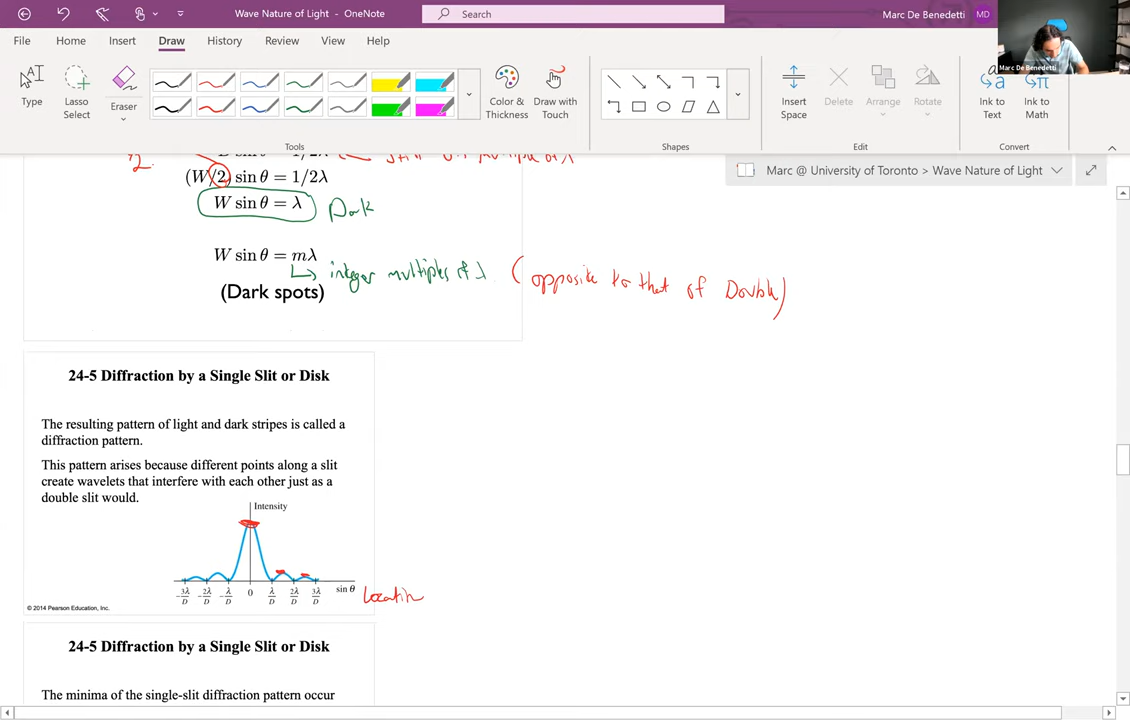 Wave Nature of Light - OneNote
Search
Marc De Benedetti
MD
File
Home
Insert
Draw
History
Review
View
Help
Marc De Benedetti
Type
Lasso Select
Eraser
Color & Thickness
Draw with Touch
Insert Space
Delete
Arrange
Rotate
Ink to Text
Ink to Math
Tools
Shapes
Edit
Convert
Marc @ University of Toronto > Wave Nature of Light
(W/2) sin θ = 1/2λ
W sin θ = λ Dark
W sin θ = mλ
integer multiples of λ (opposite to that of Double)
(Dark spots)
24-5 Diffraction by a Single Slit or Disk
The resulting pattern of light and dark stripes is called a
diffraction pattern.
This pattern arises because different points along a slit
create wavelets that interfere with each other just as a
double slit would.
Intensity
-3λ/D -2λ/D -λ/D 0 λ/D 2λ/D 3λ/D sin θ Location
© 2014 Pearson Education, Inc.
24-5 Diffraction by a Single Slit or Disk
The minima of the single-slit diffraction pattern occur